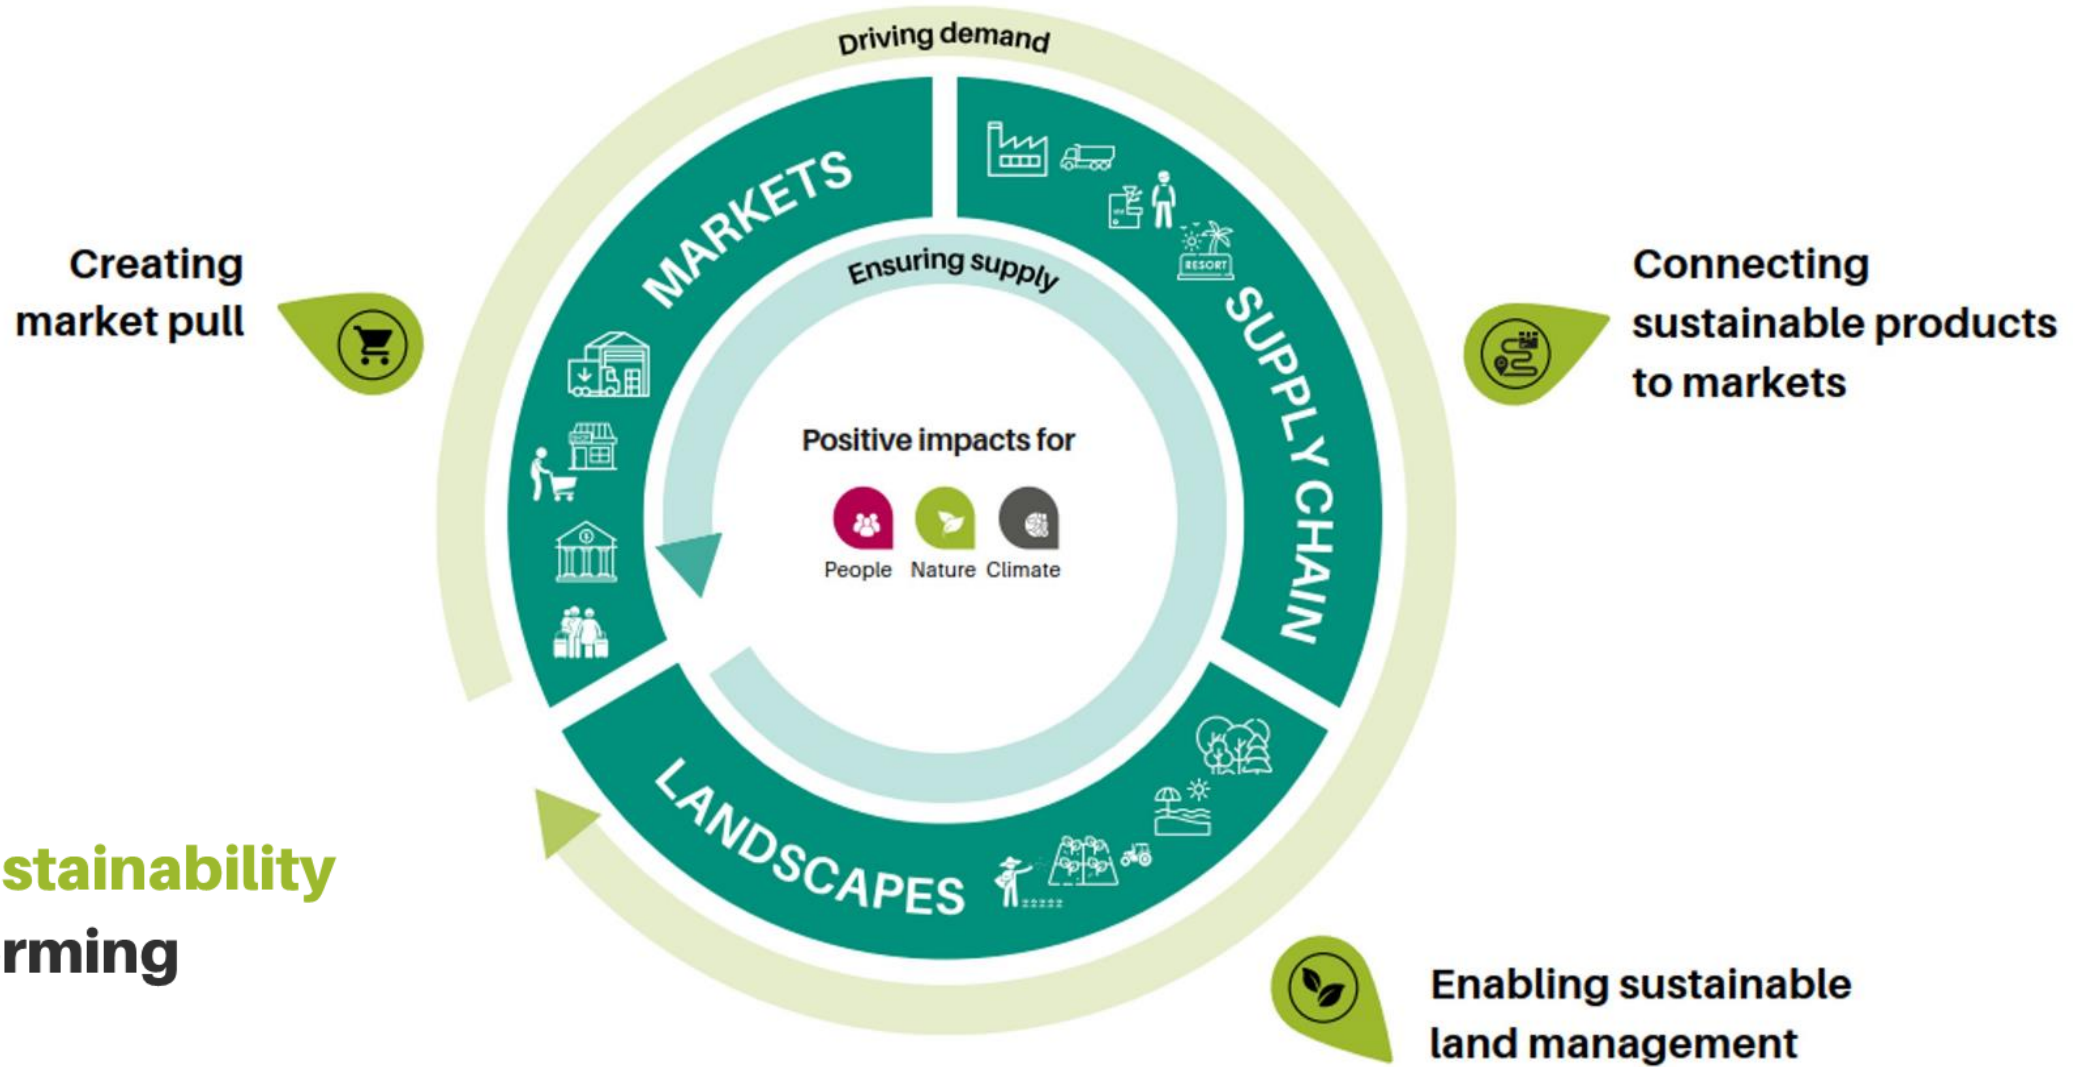 Driving demand
MARKETS
RESORT
Ensuring supply
SUPPLY CHAIN
Creating
market pull
Connecting
sustainable products
to markets
Positive impacts for
People Nature Climate
LANDSCAPES
stainability
rming
Enabling sustainable
land management